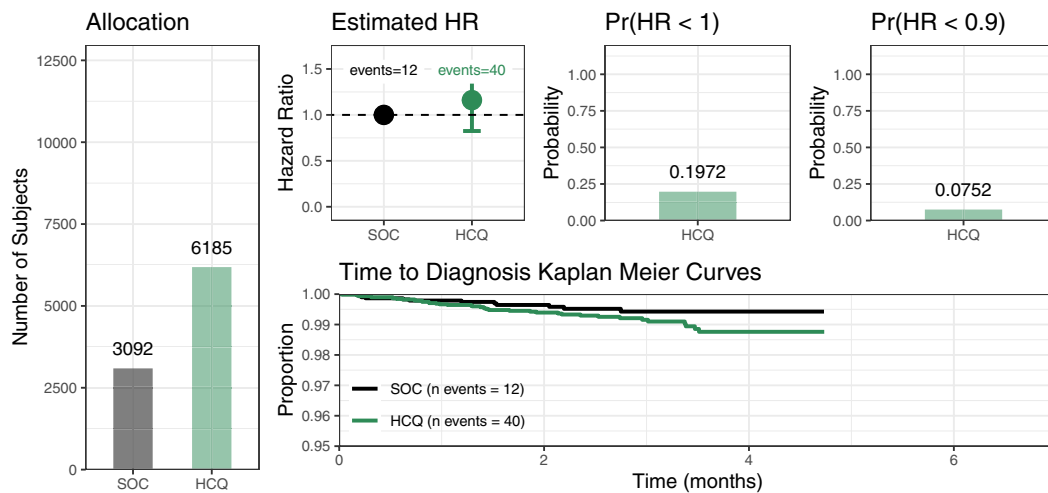 Allocation
Number of Subjects
12500
10000
7500
5000
2500
0
3092
6185
SOC
HCQ
Estimated HR
Hazard Ratio
1.5
1.0
0.5
0.0
events=12
events=40
SOC
HCQ
Pr(HR < 1)
Probability
1.00
0.75
0.50
0.25
0.00
0.1972
HCQ
Pr(HR < 0.9)
Probability
1.00
0.75
0.50
0.25
0.00
0.0752
HCQ
Time to Diagnosis Kaplan Meier Curves
Proportion
1.00
0.99
0.98
0.97
0.96
0.95
SOC (n events = 12)
HCQ (n events = 40)
0
2
4
6
Time (months)